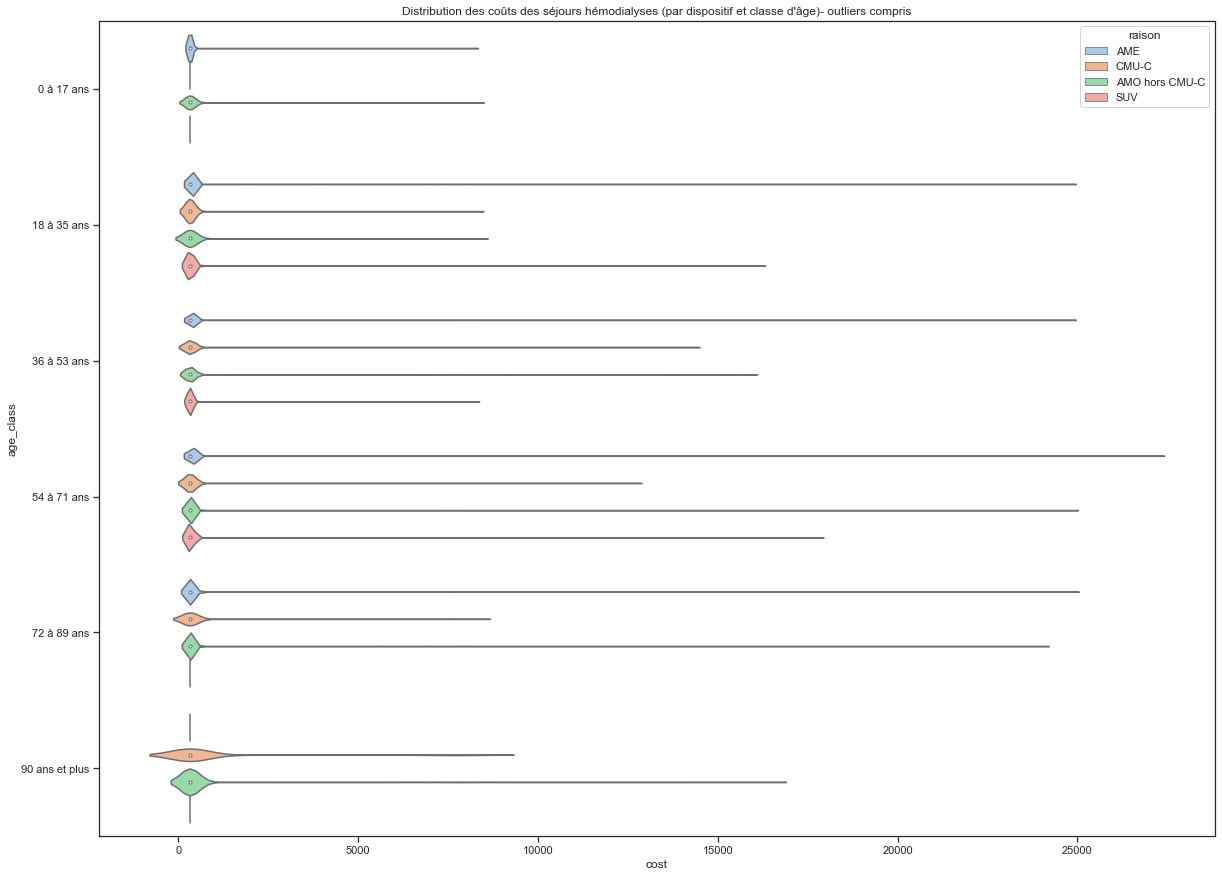 Distribution des coûts des séjours hémodialyses (par dispositif et classe d'âge)- outliers compris
raison
AME
CMU-C
AMO hors CMU-C
SUV
age_class
0 à 17 ans
18 à 35 ans
36 à 53 ans
54 à 71 ans
72 à 89 ans
90 ans et plus
0 5000 10000 15000 20000 25000
cost